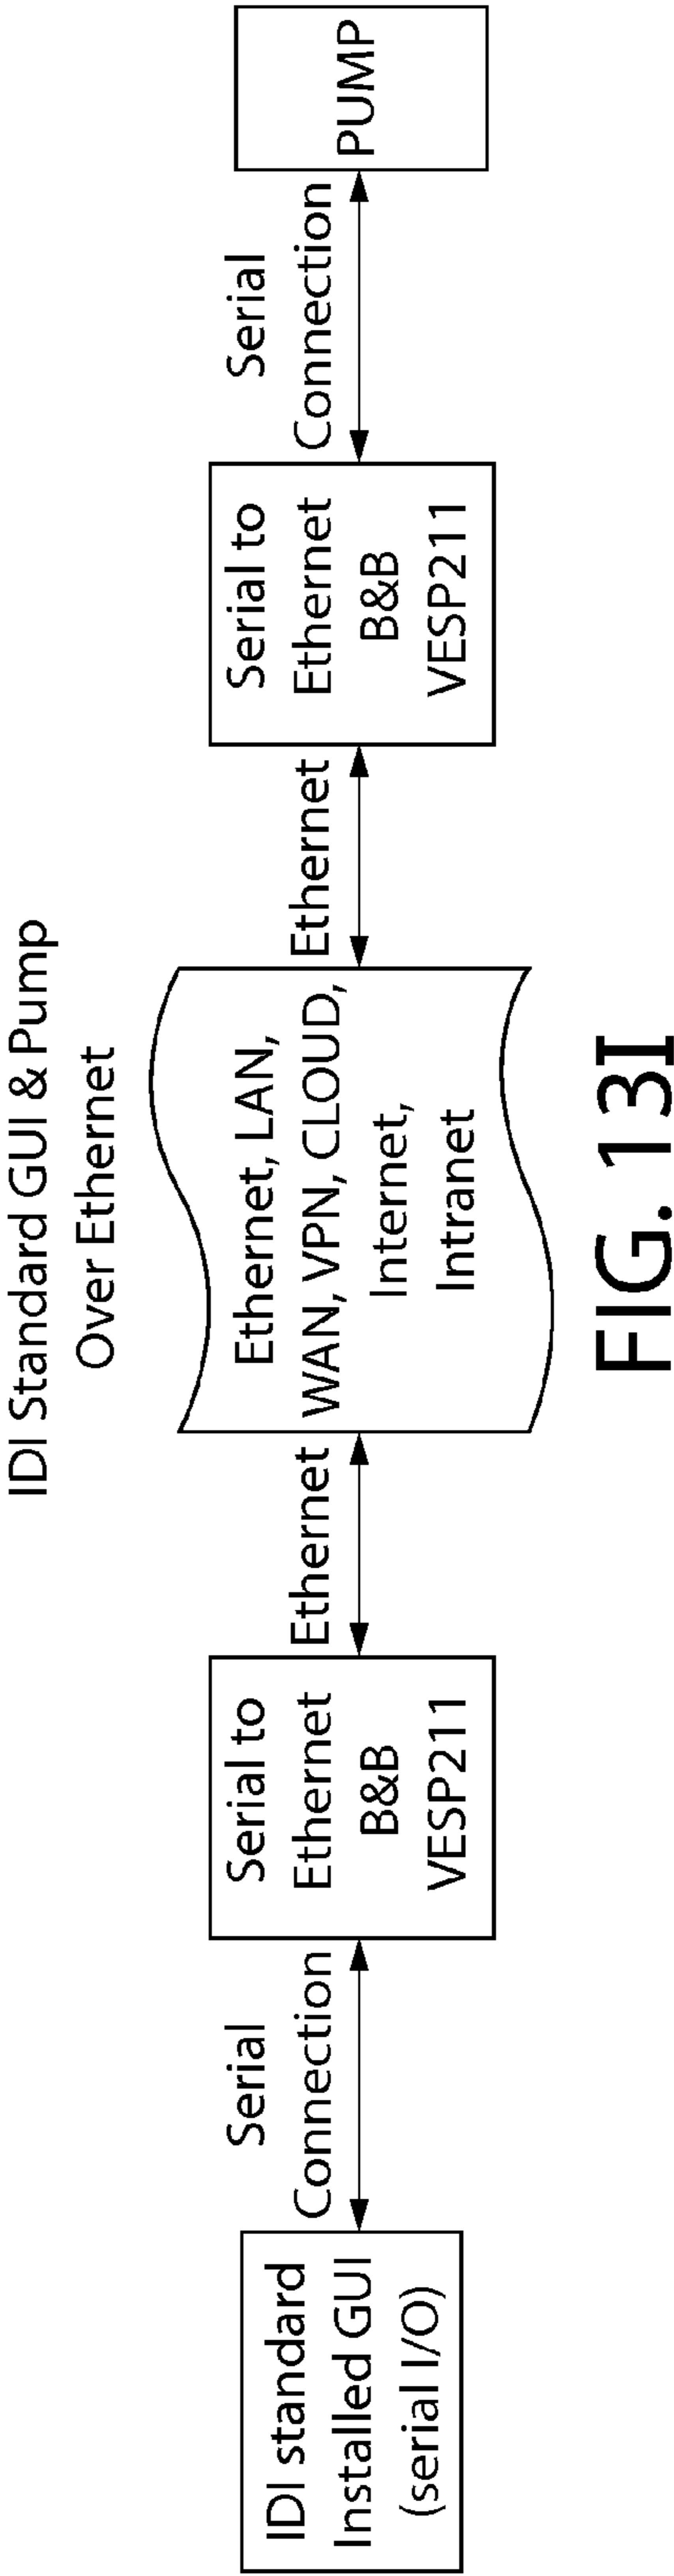 IDI Standard GUI & Pump
Over Ethernet
IDI standard
Installed GUI
(serial I/O)
Serial
Connection
Serial to
Ethernet
B&B
VESP211
Ethernet
Ethernet, LAN,
WAN, VPN, CLOUD,
Internet,
Intranet
Ethernet
Serial to
Ethernet
B&B
VESP211
Serial
Connection
PUMP
FIG. 13I